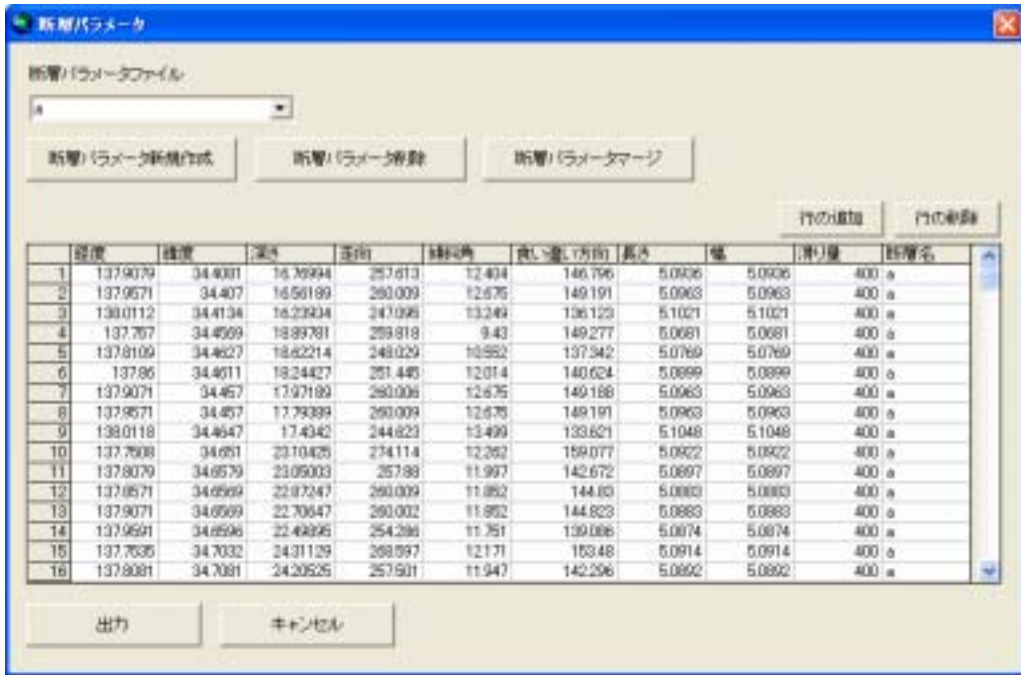 断層パラメータ
断層パラメータファイル
a
断層パラメータ新規作成 断層パラメータ削除 断層パラメータマージ
行の追加 行の削除
経度 緯度 深さ 走向 傾斜角 食い違い方向 長さ 幅 滑り量 断層名
1 137.9079 34.4081 16.76994 257.613 12.404 146.796 5.0936 5.0936 400 a
2 137.9571 34.407 16.56189 260.009 12.675 149.191 5.0963 5.0963 400 a
3 138.0112 34.4134 16.23934 247.095 13.249 136.123 5.1021 5.1021 400 a
4 137.757 34.4569 18.89781 259.818 9.43 149.277 5.0681 5.0681 400 a
5 137.8109 34.4627 18.62214 248.029 10.552 137.342 5.0769 5.0769 400 a
6 137.86 34.4611 18.24427 251.445 12.014 140.624 5.0899 5.0899 400 a
7 137.9071 34.457 17.97189 260.006 12.675 149.188 5.0963 5.0963 400 a
8 137.9571 34.457 17.79389 260.009 12.675 149.191 5.0963 5.0963 400 a
9 138.0118 34.4647 17.4342 244.623 13.499 133.621 5.1048 5.1048 400 a
10 137.7508 34.651 23.10425 274.114 12.262 159.077 5.0922 5.0922 400 a
11 137.8079 34.6579 23.05003 257.88 11.997 142.672 5.0897 5.0897 400 a
12 137.8571 34.6569 22.87247 260.009 11.852 144.83 5.0883 5.0883 400 a
13 137.9071 34.6569 22.70647 260.002 11.852 144.823 5.0883 5.0883 400 a
14 137.9591 34.6596 22.49895 254.286 11.751 139.086 5.0874 5.0874 400 a
15 137.7535 34.7032 24.31129 268.597 12.171 153.48 5.0914 5.0914 400 a
16 137.8081 34.7081 24.20525 257.501 11.947 142.296 5.0892 5.0892 400 a
出力 キャンセル